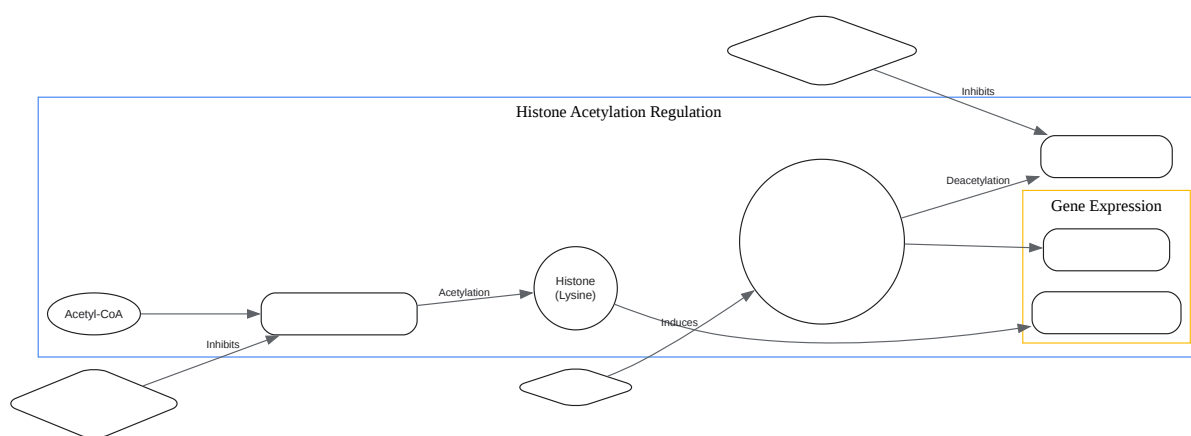 Inhibits
Histone Acetylation Regulation
Deacetylation
Gene Expression
Histone
(Lysine)
Acetylation
Acetyl-CoA
Induces
Inhibits